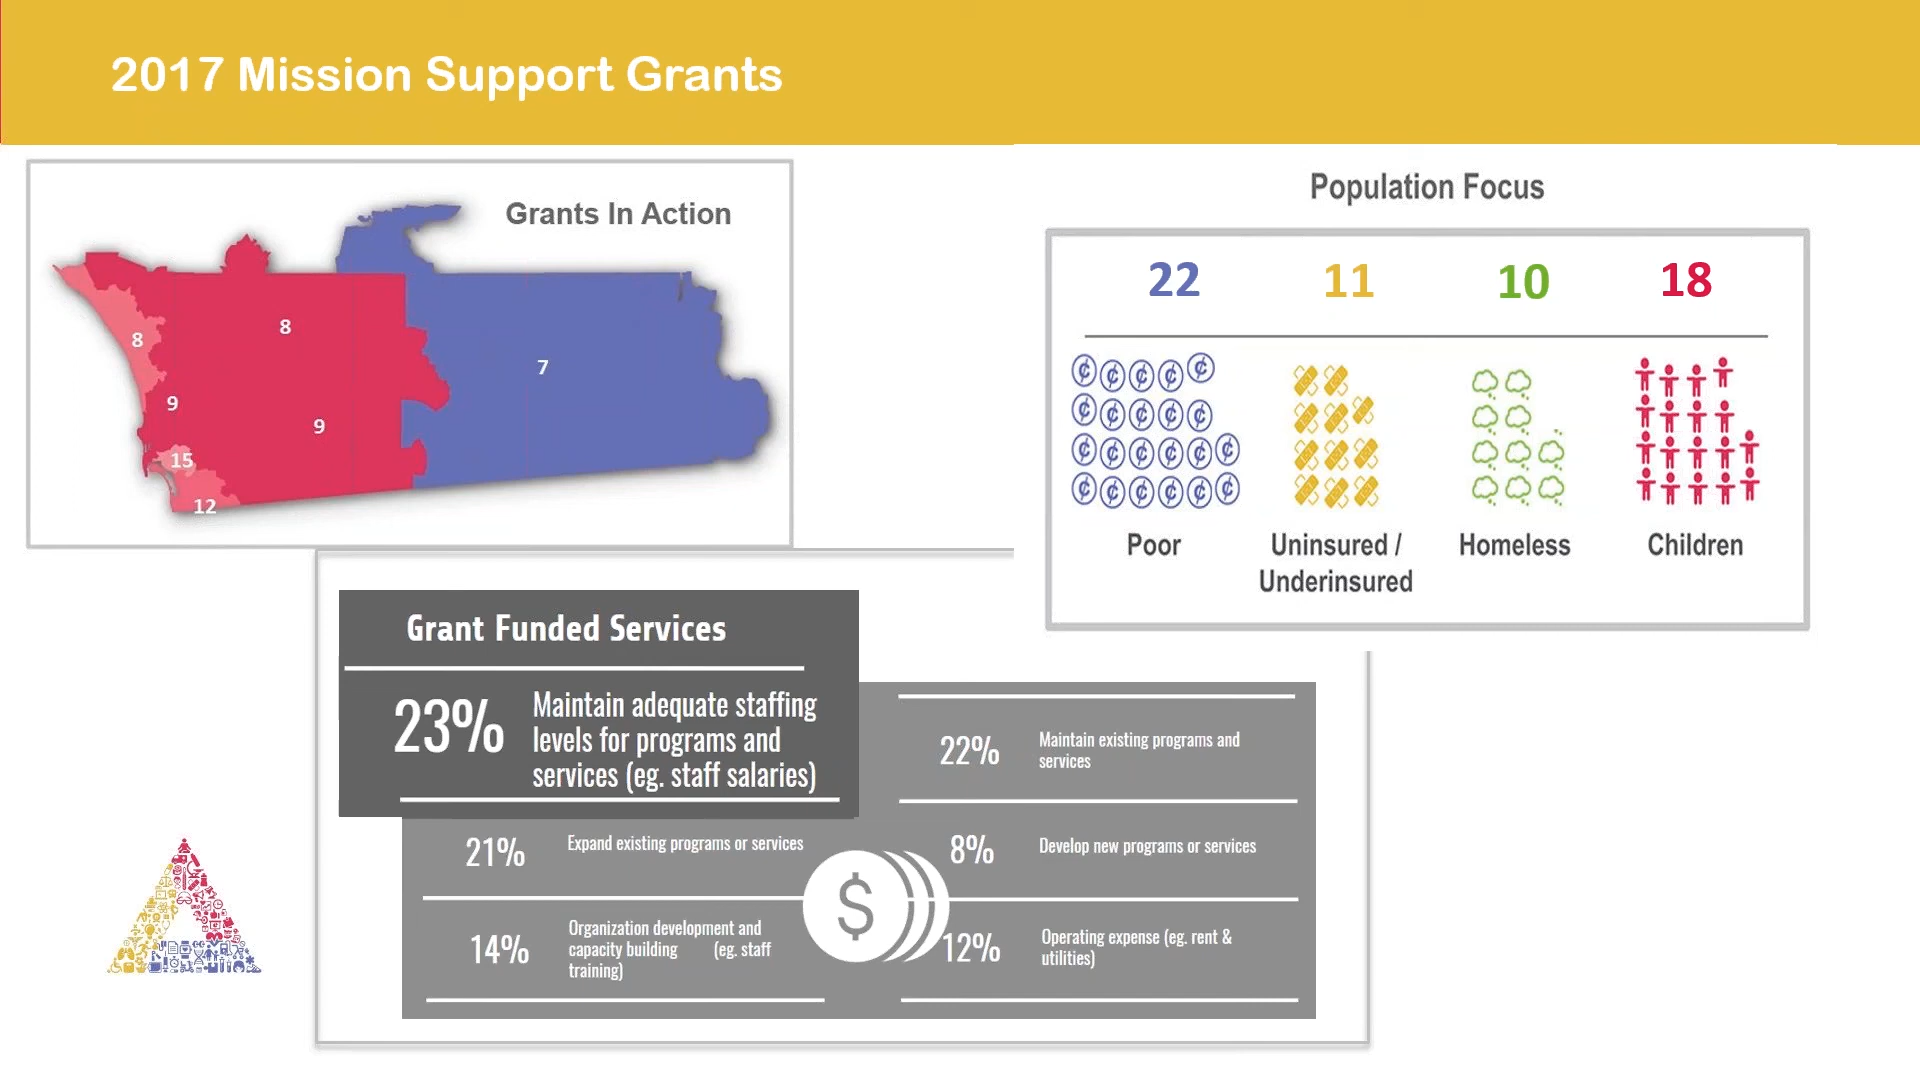 2017 Mission Support Grants
Grants In Action
8
8
7
9
9
15
12
Population Focus
22
11
10
18
Poor
Uninsured /
Underinsured
Homeless
Children
Grant Funded Services
23%
Maintain adequate staffing
levels for programs and
services (eg. staff salaries)
22%
Maintain existing programs and
services
21%
Expand existing programs or services
8%
Develop new programs or services
14%
Organization development and
capacity building (eg. staff
training)
$
12%
Operating expense (eg. rent &
utilities)